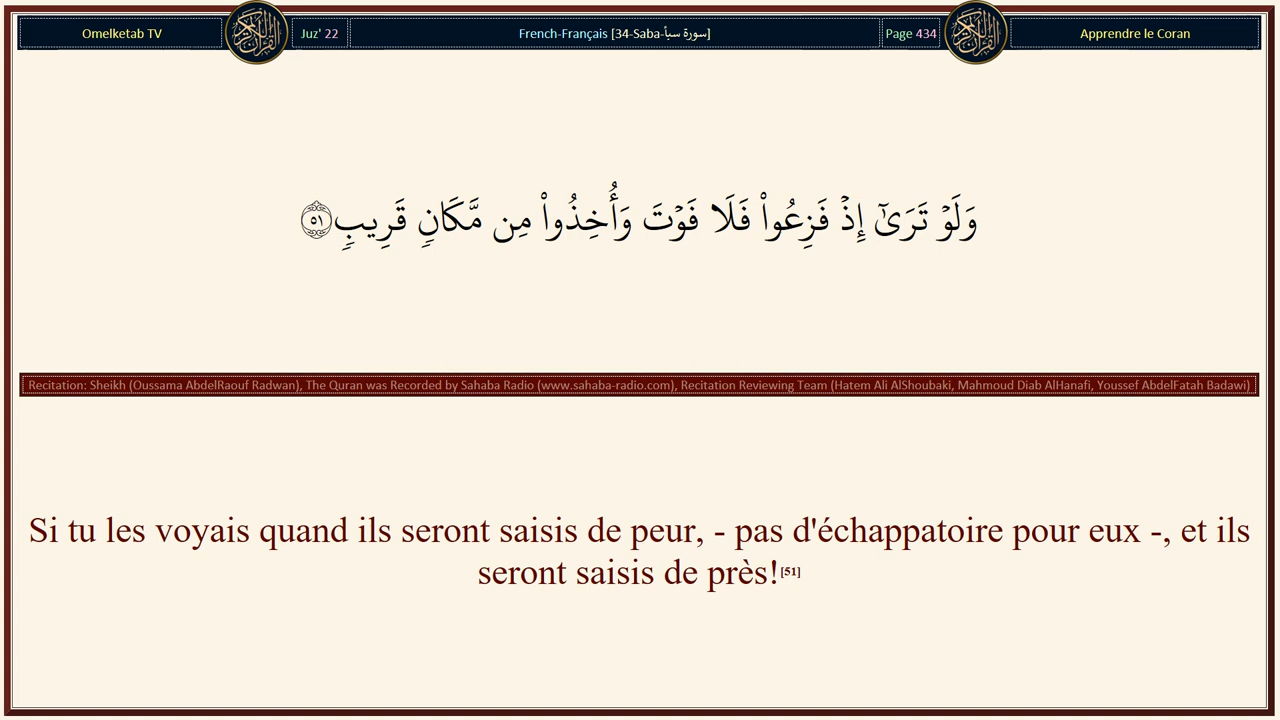 Omelketab TV
Juz' 22
French-Français [34-Saba-سورة سبأ]
Page 434
Apprendre le Coran
وَلَوۡ تَرَىٰٓ إِذۡ فَزِعُواْ فَلَا فَوۡتَ وَأُخِذُواْ مِن مَّكَانٖ قَرِيبٖ ٥١
Recitation: Sheikh (Oussama AbdelRaouf Radwan), The Quran was Recorded by Sahaba Radio (www.sahaba-radio.com), Recitation Reviewing Team (Hatem Ali AlShoubaki, Mahmoud Diab AlHanafi, Youssef AbdelFatah Badawi)
Si tu les voyais quand ils seront saisis de peur, - pas d'échappatoire pour eux -, et ils
seront saisis de près![51]